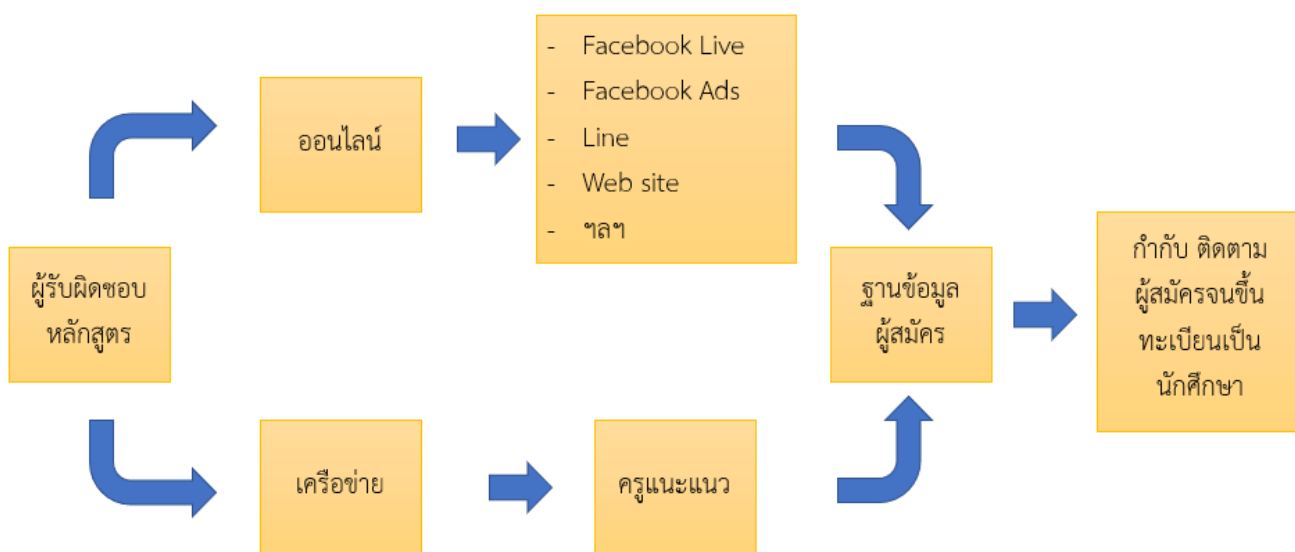 ผู้รับผิดชอบ
หลักสูตร
ออนไลน์
- Facebook Live
- Facebook Ads
- Line
- Web site
- ฯลฯ
เครือข่าย
ครูแนะแนว
ฐานข้อมูล
ผู้สมัคร
กำกับ ติดตาม
ผู้สมัครจนขึ้น
ทะเบียนเป็น
นักศึกษา